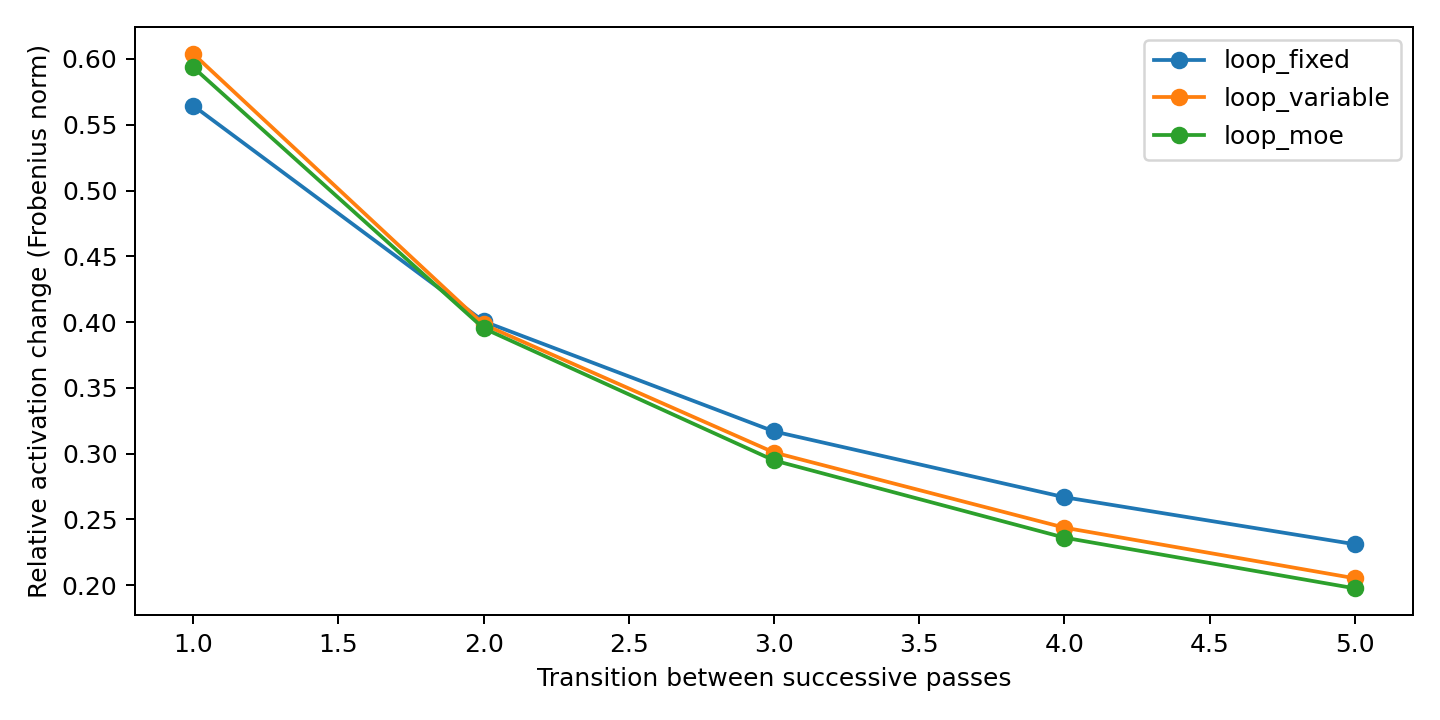 Relative activation change (Frobenius norm)
0.60
0.55
0.50
0.45
0.40
0.35
0.30
0.25
0.20
loop_fixed
loop_variable
loop_moe
1.0 1.5 2.0 2.5 3.0 3.5 4.0 4.5 5.0
Transition between successive passes